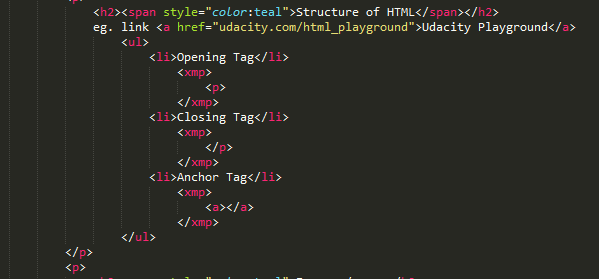 <h2><span style="color:teal">Structure of HTML</span></h2>
eg. link <a href="udacity.com/html_playground">Udacity Playground</a>
<ul>
<li>Opening Tag</li>
<xmp>
<p>
</xmp>
<li>Closing Tag</li>
<xmp>
</p>
</xmp>
<li>Anchor Tag</li>
<xmp>
<a></a>
</xmp>
</ul>
</p>
<p>